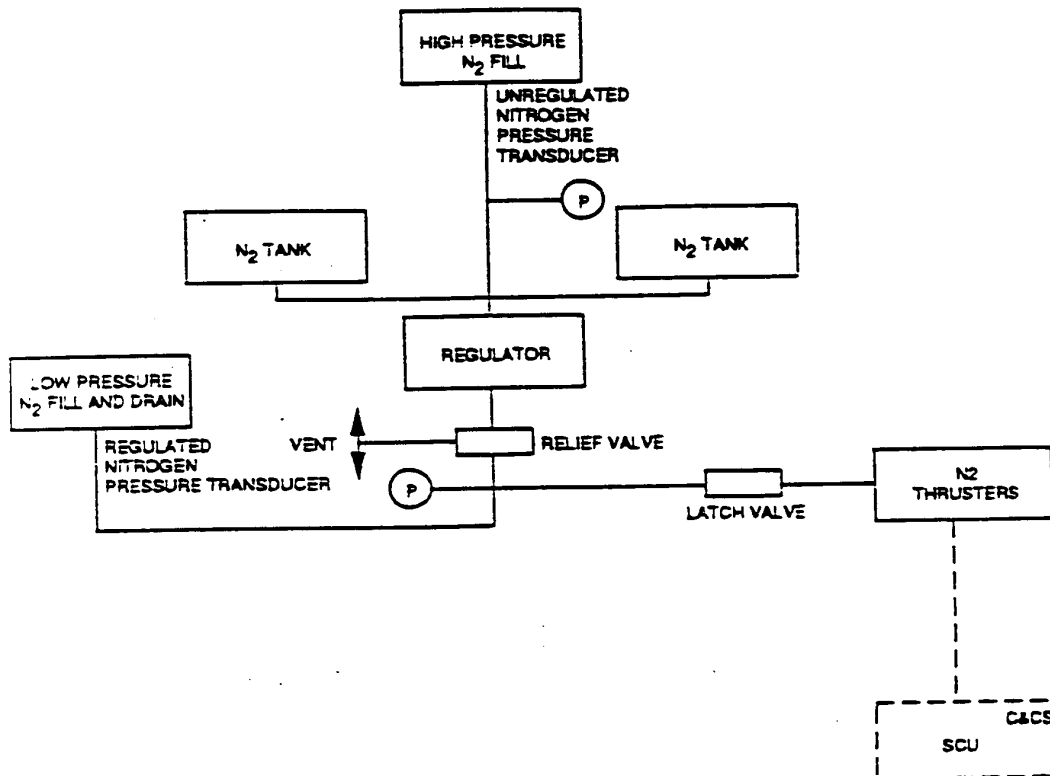 HIGH PRESSURE
N2 FILL
UNREGULATED
NITROGEN
PRESSURE
TRANSDUCER
P
N2 TANK
N2 TANK
REGULATOR
LOW PRESSURE
N2 FILL AND DRAIN
VENT
RELIEF VALVE
REGULATED
NITROGEN
PRESSURE TRANSDUCER
P
LATCH VALVE
N2
THRUSTERS
C&CS
SCU